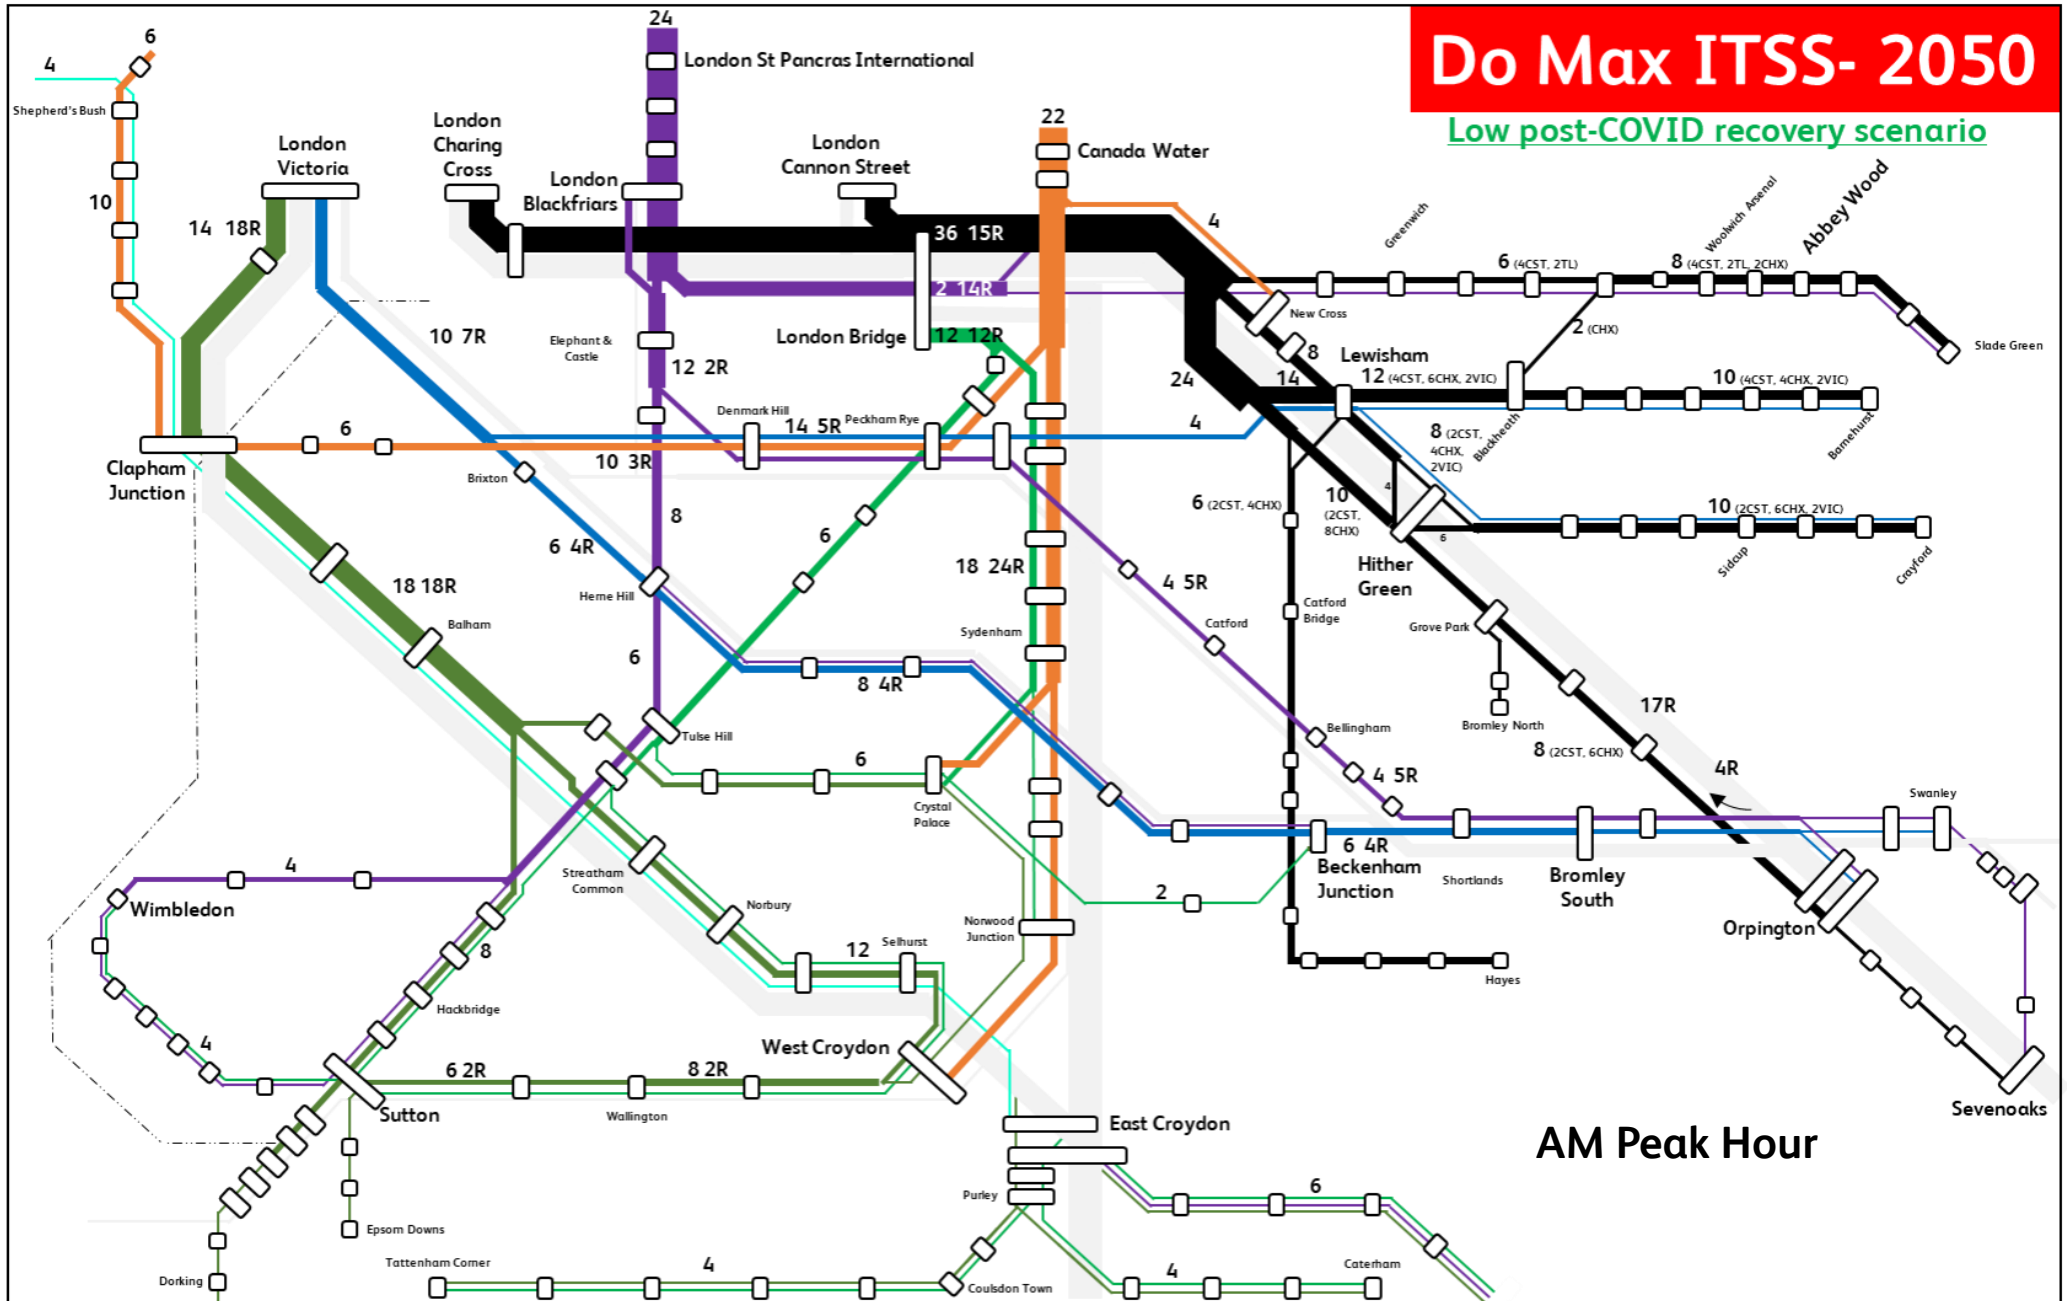 24
London St Pancras International
Do Max ITSS- 2050
Low post-COVID recovery scenario
6
4
Shepherd's Bush
10
London
Victoria
London
Charing
Cross
London
Blackfriars
London
Cannon Street
22
Canada Water
14 18R
36 15R
2 14R
London Bridge
12 12R
4
Greenwich
Woolwich Arsenal
Abbey Wood
6 (4CST, 2TL)
8 (4CST, 2TL, 2CHX)
New Cross
2 (CHX)
Slade Green
10 7R
Elephant &
Castle
12 2R
8
Lewisham
24
14
12 (4CST, 6CHX, 2VIC)
10 (4CST, 4CHX, 2VIC)
Denmark Hill
14 5R
Peckham Rye
4
6
Clapham
Junction
Brixton
10 3R
8 (2CST,
4CHX,
2VIC)
Blackheath
Barnehurst
6 (2CST, 4CHX)
10
(2CST,
8CHX)
4
6
10 (2CST, 6CHX, 2VIC)
Sidcup
Crayford
8
6
6 4R
Herne Hill
18 24R
4 5R
Hither
Green
18 18R
Balham
Sydenham
Catford
Catford
Bridge
Grove Park
6
8 4R
Bromley North
17R
Tulse Hill
Bellingham
8 (2CST, 6CHX)
6
4R
4 5R
Crystal
Palace
Swanley
6 4R
Beckenham
Junction
Shortlands
Bromley
South
4
Wimbledon
Streatham
Common
Norbury
2
Norwood
Junction
Orpington
8
12
Selhurst
Hayes
Hackbridge
4
West Croydon
6 2R
8 2R
Wallington
Sutton
East Croydon
Sevenoaks
AM Peak Hour
Purley
6
Epsom Downs
Tattenham Corner
4
4
Caterham
Dorking
Coulsdon Town